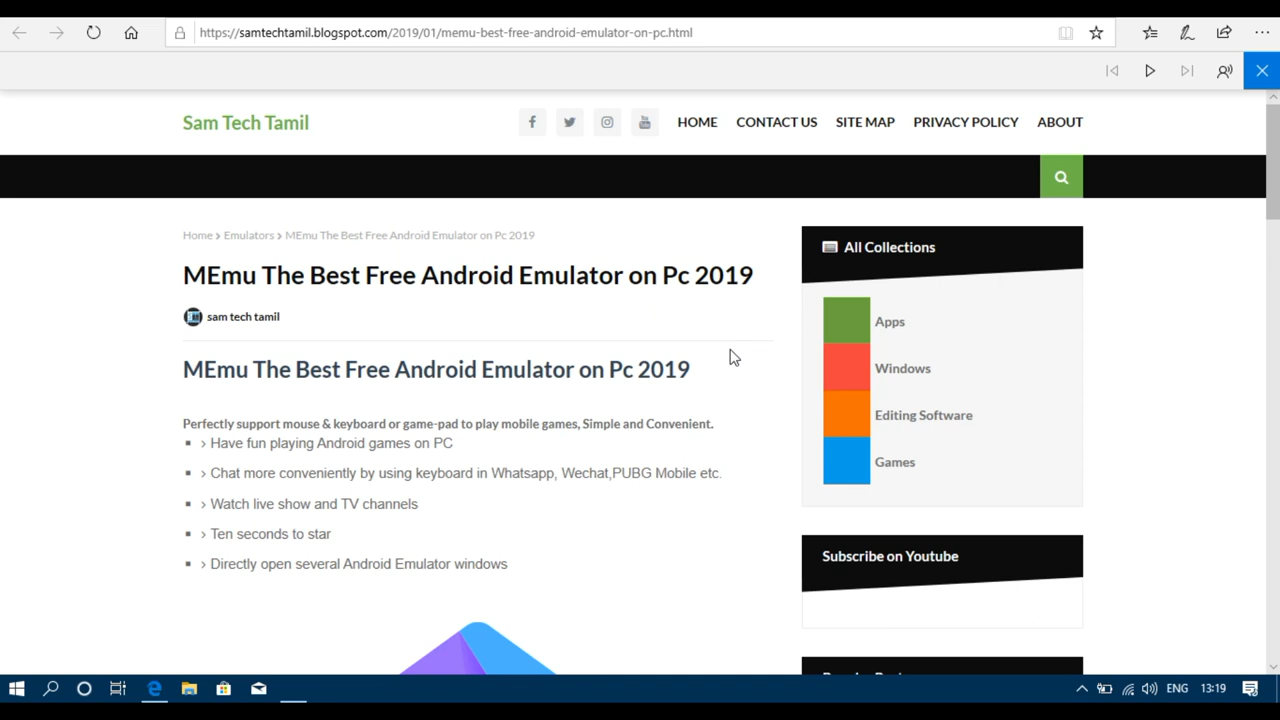 https://samtechtamil.blogspot.com/2019/01/memu-best-free-android-emulator-on-pc.html
Sam Tech Tamil
HOME CONTACT US SITE MAP PRIVACY POLICY ABOUT
Home › Emulators › MEmu The Best Free Android Emulator on Pc 2019
MEmu The Best Free Android Emulator on Pc 2019
sam tech tamil
MEmu The Best Free Android Emulator on Pc 2019
Perfectly support mouse & keyboard or game-pad to play mobile games, Simple and Convenient.
› Have fun playing Android games on PC
› Chat more conveniently by using keyboard in Whatsapp, Wechat,PUBG Mobile etc.
› Watch live show and TV channels
› Ten seconds to star
› Directly open several Android Emulator windows
All Collections
Apps
Windows
Editing Software
Games
Subscribe on Youtube
ENG 13:19